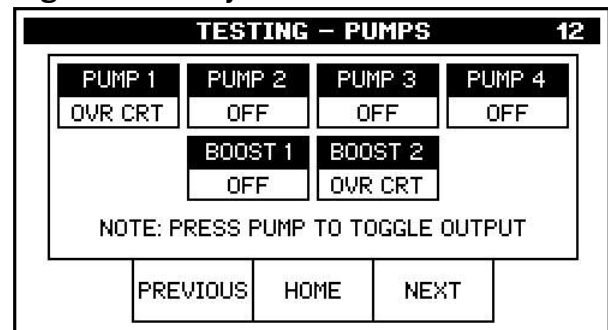 TESTING – PUMPS 12
PUMP 1 PUMP 2 PUMP 3 PUMP 4
OVR CRT OFF OFF OFF
BOOST 1 BOOST 2
OFF OVR CRT
NOTE: PRESS PUMP TO TOGGLE OUTPUT
PREVIOUS HOME NEXT